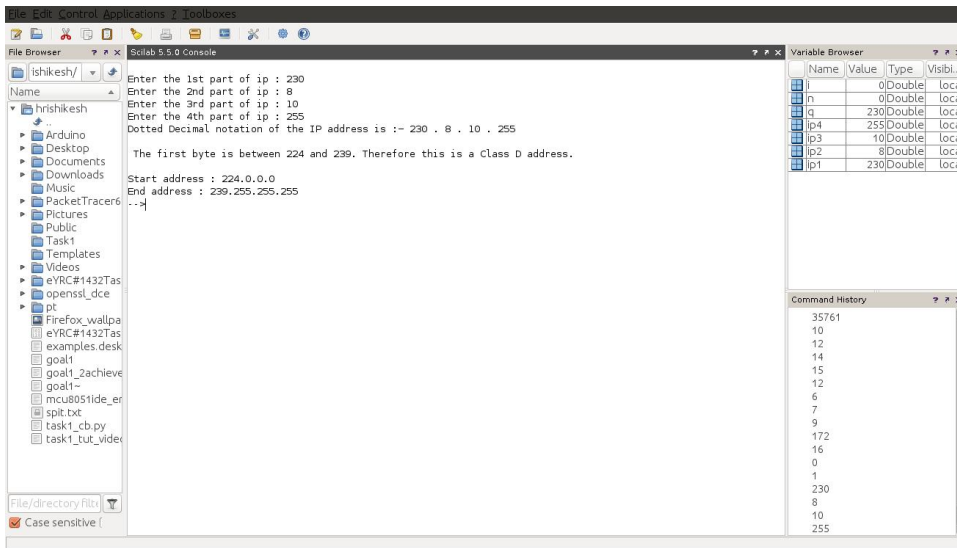 File Edit Control Applications ? Toolboxes
File Browser ? ↗ X
ishikesh/
Name
hrishikesh
..
Arduino
Desktop
Documents
Downloads
Music
PacketTracer6
Pictures
Public
Task1
Templates
Videos
eYRC#1432Tas
openssl_dce
pt
Firefox_wallpa
eYRC#1432Tas
examples.desk
goal1
goal1_2achieve
goal1~
mcu8051ide_er
spit.txt
task1_cb.py
task1_tut_vide
File/directory filte
Case sensitive (
Scilab 5.5.0 Console ? ↗ X
Enter the 1st part of ip : 230
Enter the 2nd part of ip : 8
Enter the 3rd part of ip : 10
Enter the 4th part of ip : 255
Dotted Decimal notation of the IP address is :- 230 . 8 . 10 . 255
The first byte is between 224 and 239. Therefore this is a Class D address.
Start address : 224.0.0.0
End address : 239.255.255.255
-->
Variable Browser ? ↗
Name Value Type Visibi..
i 0 Double loca
n 0 Double loca
q 230 Double loca
ip4 255 Double loca
ip3 10 Double loca
ip2 8 Double loca
ip1 230 Double loca
Command History ? ↗
35761
10
12
14
15
12
6
7
9
172
16
0
1
230
8
10
255